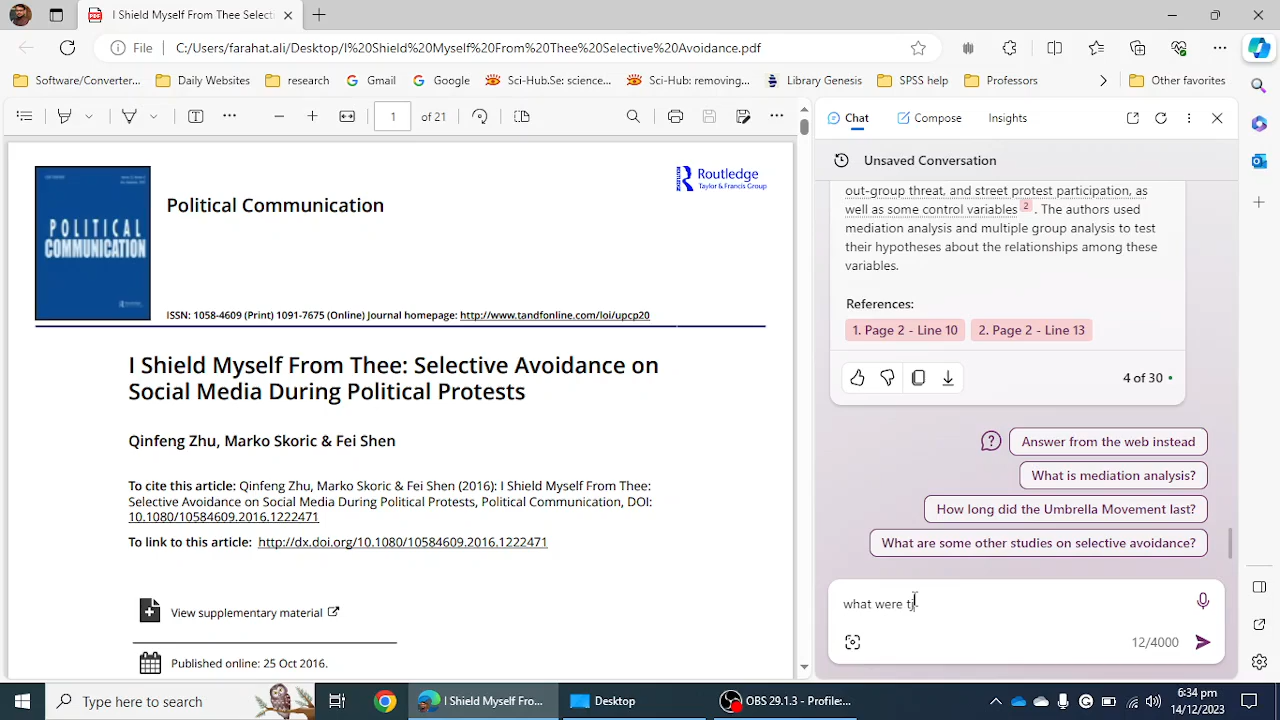 I Shield Myself From Thee Select
File
C:/Users/farahat.ali/Desktop/I%20Shield%20Myself%20From%20Thee%20Selective%20Avoidance.pdf
Software/Converter...
Daily Websites
research
Gmail
Google
Sci-Hub.Se: science...
Sci-Hub: removing...
Library Genesis
SPSS help
Professors
Other favorites
1
of 21
Chat
Compose
Insights
Unsaved Conversation
POLITICAL
COMMUNICATION
Political Communication
Routledge
Taylor & Francis Group
ISSN: 1058-4609 (Print) 1091-7675 (Online) Journal homepage: http://www.tandfonline.com/loi/upcp20
I Shield Myself From Thee: Selective Avoidance on
Social Media During Political Protests
Qinfeng Zhu, Marko Skoric & Fei Shen
To cite this article: Qinfeng Zhu, Marko Skoric & Fei Shen (2016): I Shield Myself From Thee:
Selective Avoidance on Social Media During Political Protests, Political Communication, DOI:
10.1080/10584609.2016.1222471
To link to this article: http://dx.doi.org/10.1080/10584609.2016.1222471
View supplementary material
Published online: 25 Oct 2016.
out-group threat, and street protest participation, as
well as some control variables 2 . The authors used
mediation analysis and multiple group analysis to test
their hypotheses about the relationships among these
variables.
References:
1. Page 2 - Line 10
2. Page 2 - Line 13
4 of 30
Answer from the web instead
What is mediation analysis?
How long did the Umbrella Movement last?
What are some other studies on selective avoidance?
what were
12/4000
Type here to search
I Shield Myself Fro...
Desktop
OBS 29.1.3 - Profile:...
6:34 pm
14/12/2023